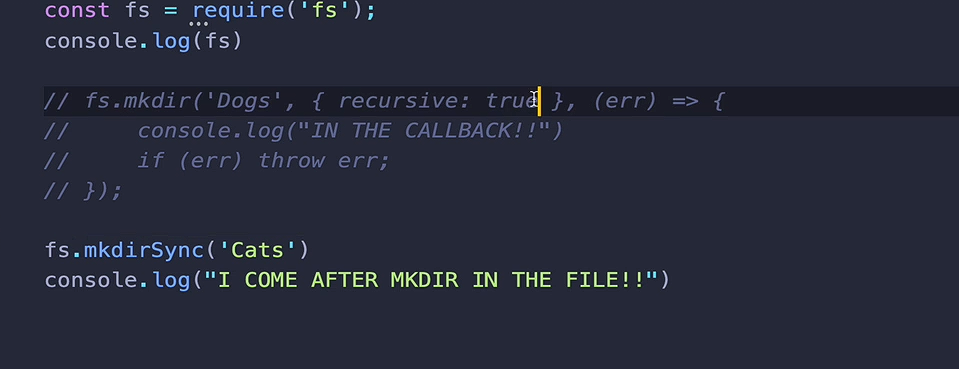 const fs = require('fs');
console.log(fs)
// fs.mkdir('Dogs', { recursive: true }, (err) => {
//     console.log("IN THE CALLBACK!!")
//     if (err) throw err;
// });
fs.mkdirSync('Cats')
console.log("I COME AFTER MKDIR IN THE FILE!!")